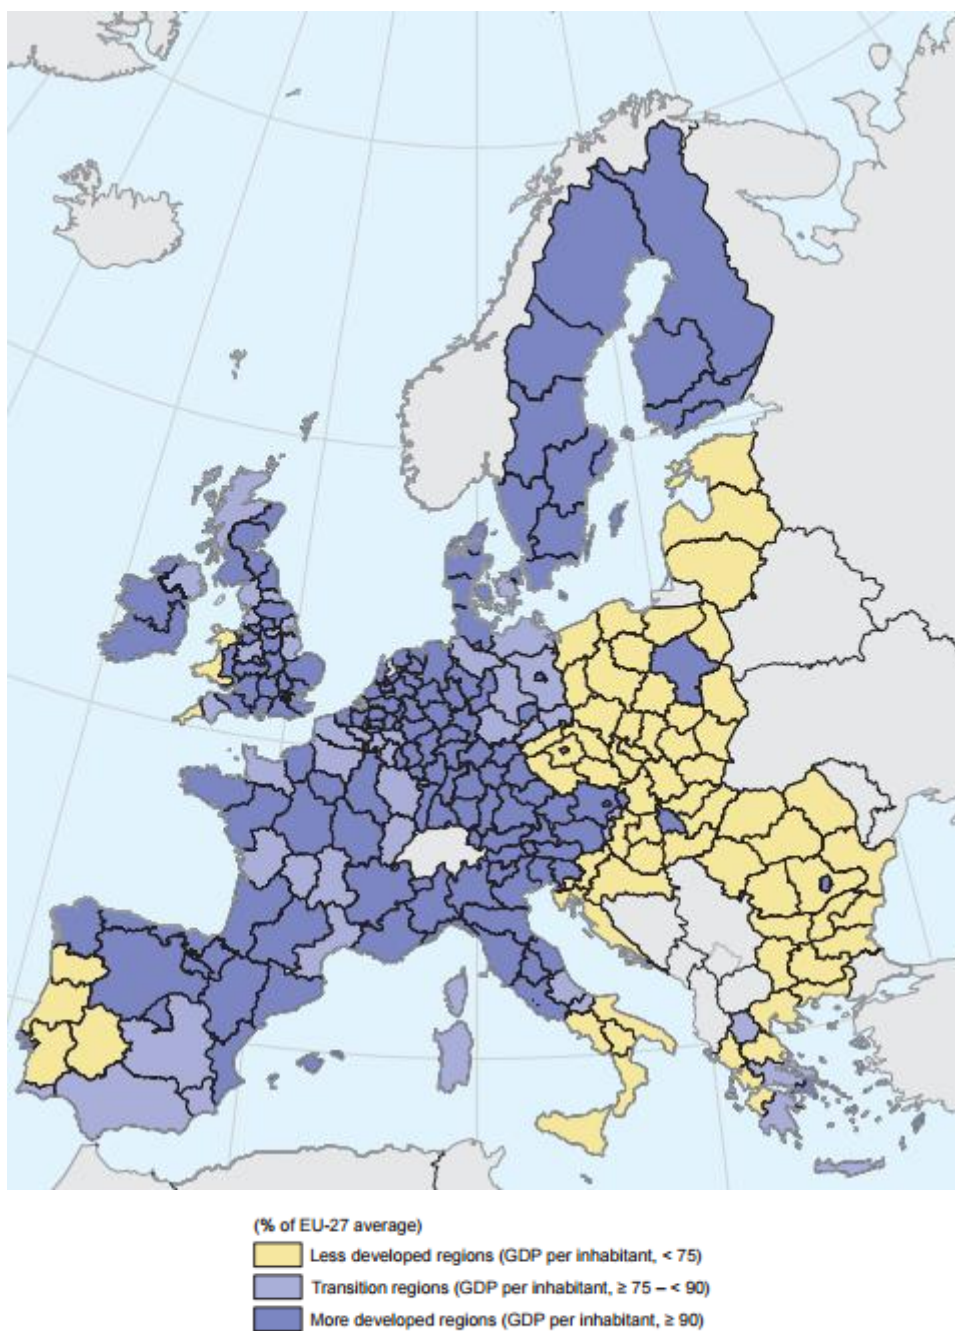 (% of EU-27 average)
Less developed regions (GDP per inhabitant, < 75)
Transition regions (GDP per inhabitant, ≥ 75 – < 90)
More developed regions (GDP per inhabitant, ≥ 90)